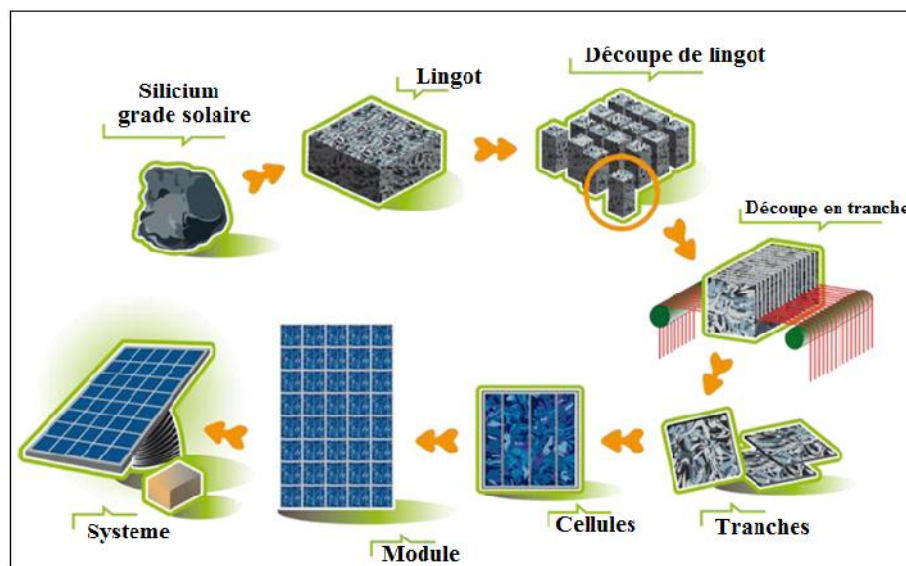 Silicium
grade solaire
Lingot
Découpe de lingot
Découpe en tranche
Tranches
Cellules
Module
Systeme